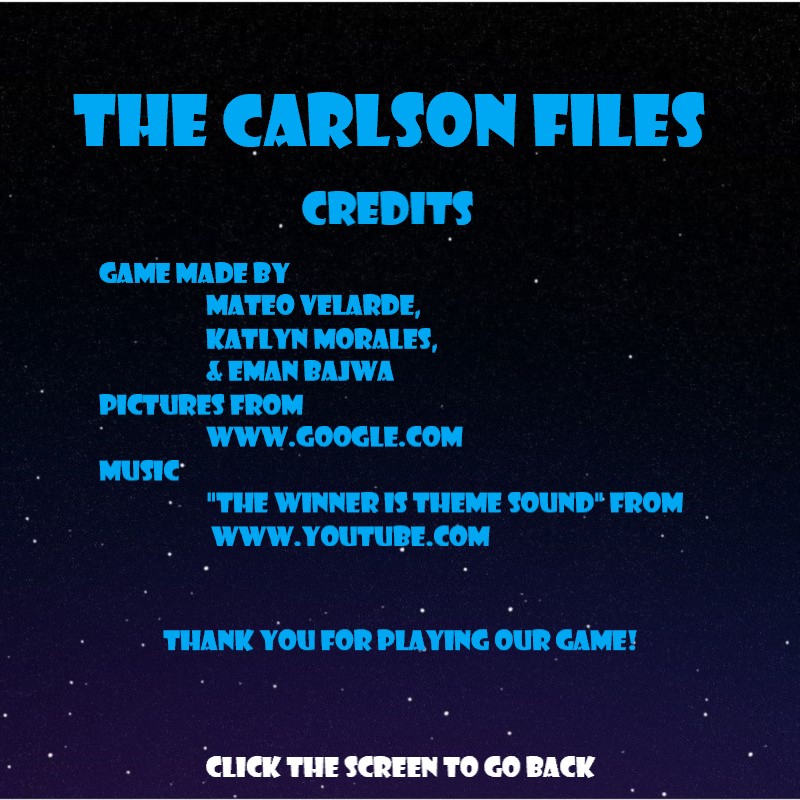 THE CARLSON FILES
CREDITS
GAME MADE BY
MATEO VELARDE,
KATLYN MORALES,
& EMAN BAJWA
PICTURES FROM
WWW.GOOGLE.COM
MUSIC
"THE WINNER IS THEME SOUND" FROM
WWW.YOUTUBE.COM
THANK YOU FOR PLAYING OUR GAME!
CLICK THE SCREEN TO GO BACK